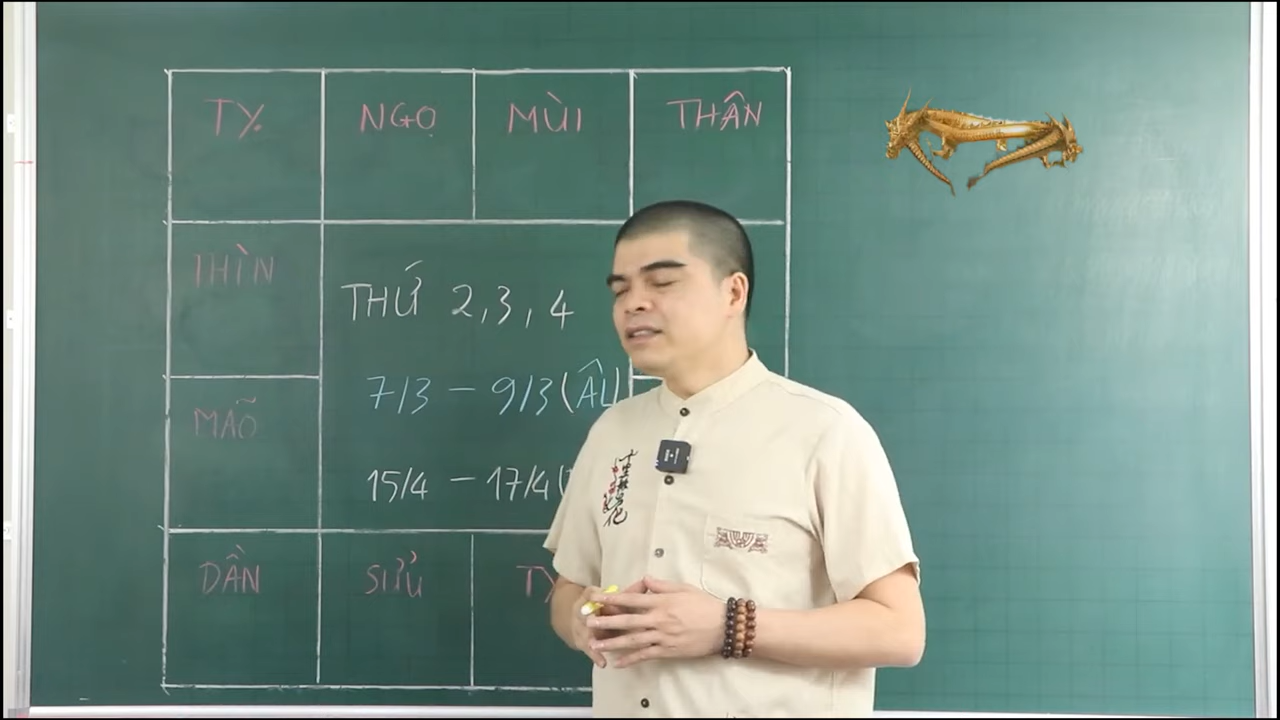 TỴ NGỌ MÙI THÂN
THÌN
THỨ 2, 3, 4
7/3 - 9/3 (ÂL)
MÃO
15/4 - 17/4 (
DẦN SỬU TÝ